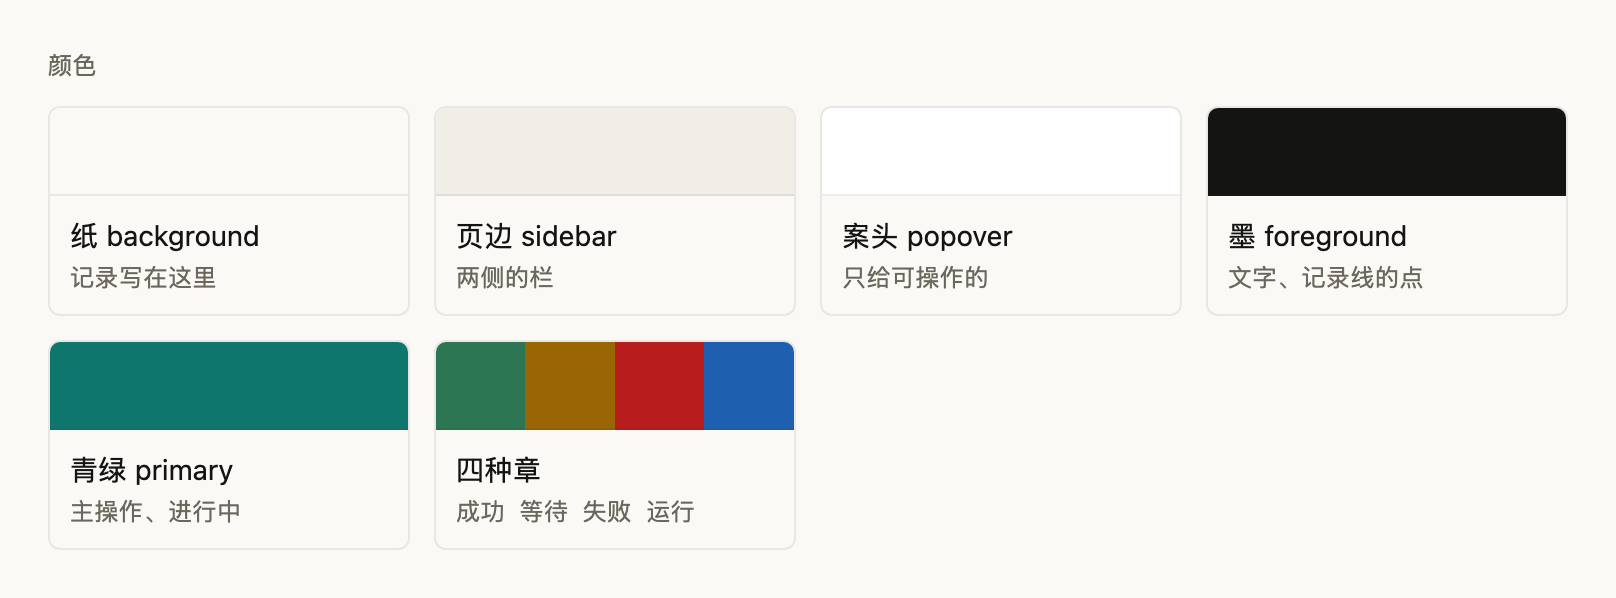 颜色
纸 background
记录写在这里
页边 sidebar
两侧的栏
案头 popover
只给可操作的
墨 foreground
文字、记录线的点
青绿 primary
主操作、进行中
四种章
成功 等待 失败 运行